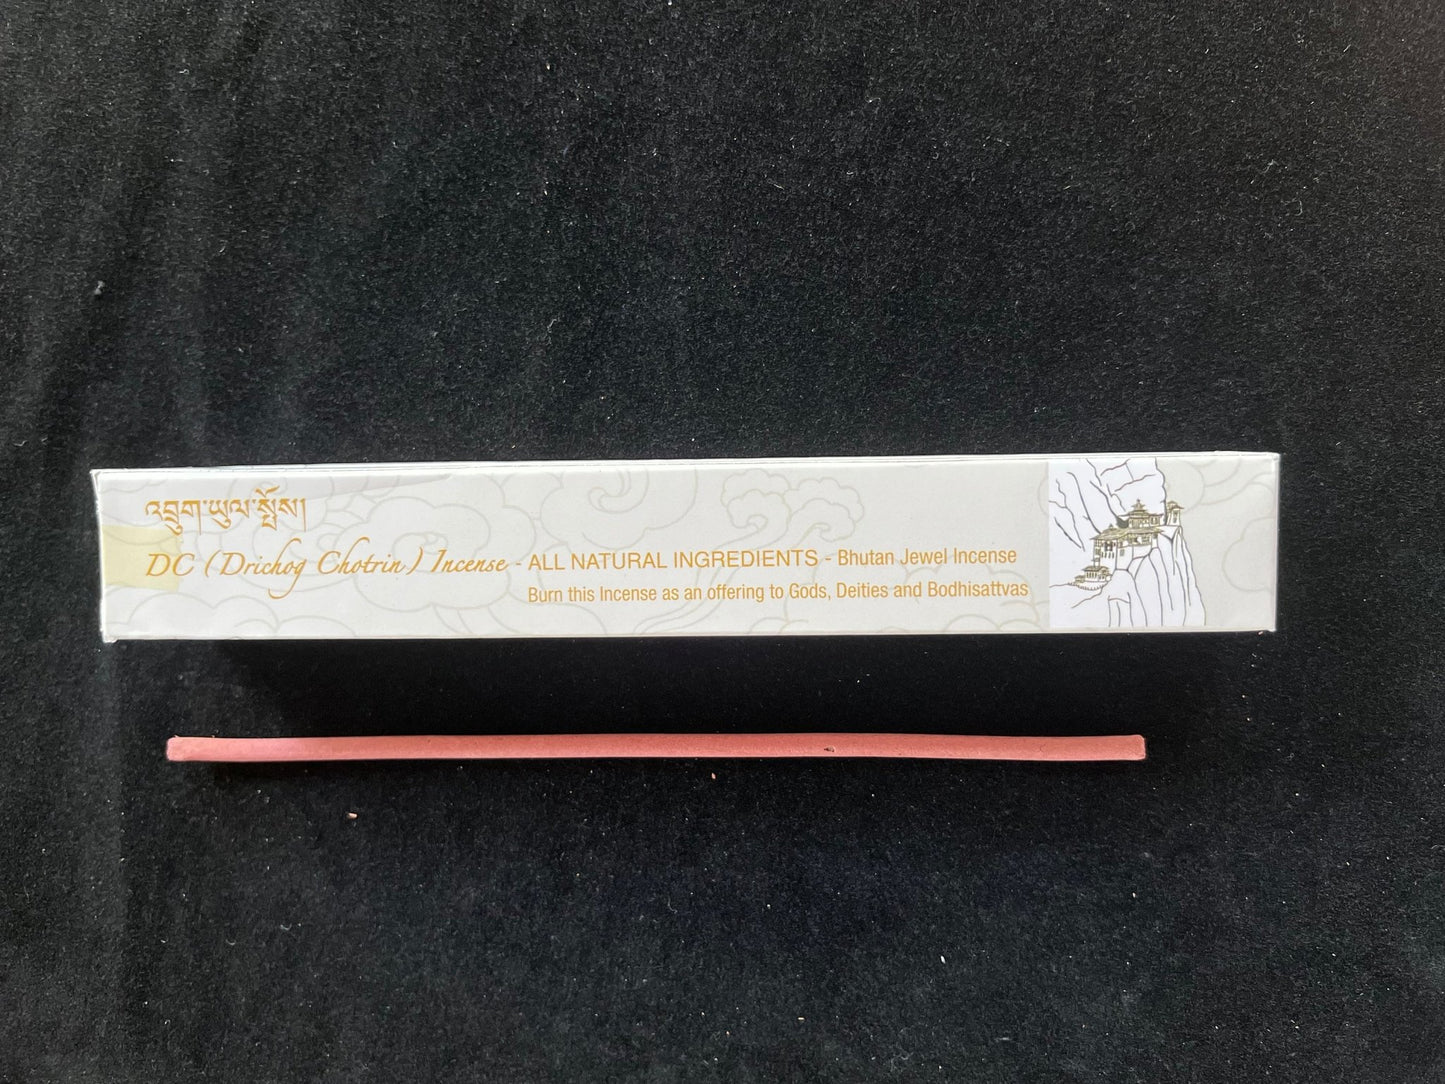 འབྲུག་ཡུལ་སྤོས།
DC (Drichog Chotrin) Incense - ALL NATURAL INGREDIENTS - Bhutan Jewel Incense
Burn this Incense as an offering to Gods, Deities and Bodhisattvas